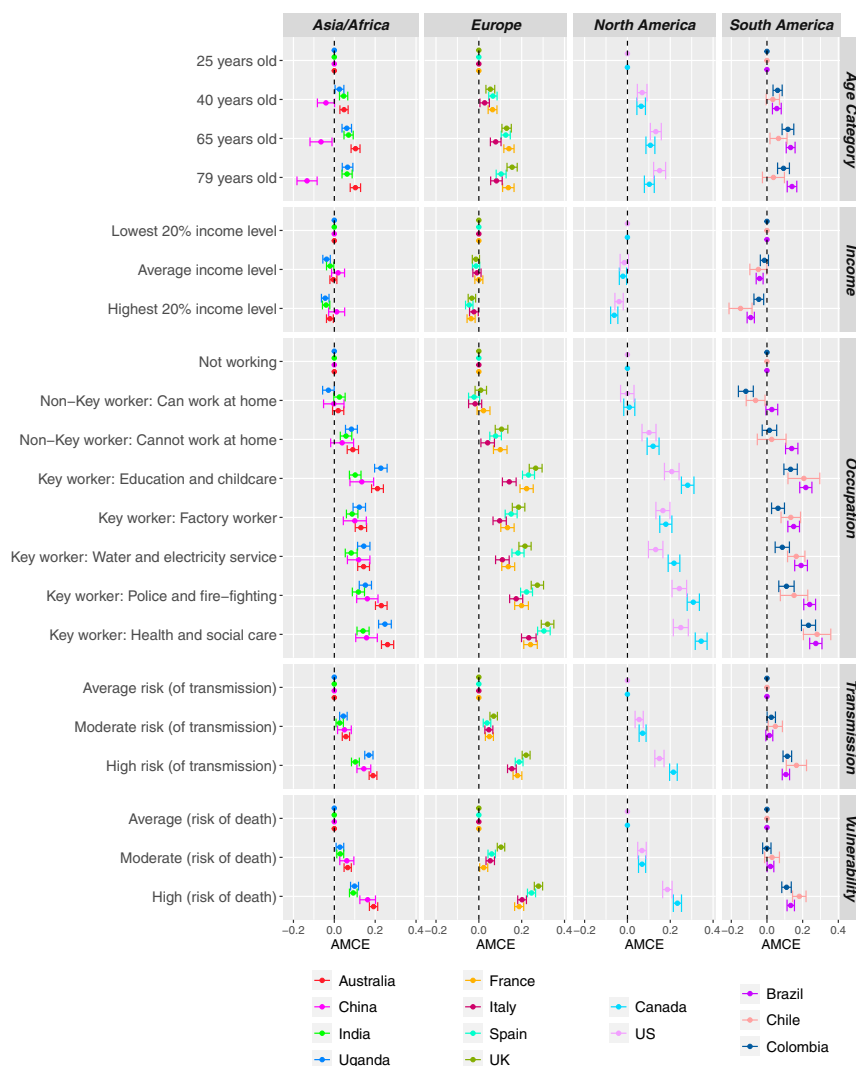 Asia/Africa Europe North America South America
25 years old
40 years old
65 years old
79 years old
Age Category
Lowest 20% income level
Average income level
Highest 20% income level
Income
Not working
Non−Key worker: Can work at home
Non−Key worker: Cannot work at home
Key worker: Education and childcare
Key worker: Factory worker
Key worker: Water and electricity service
Key worker: Police and fire−fighting
Key worker: Health and social care
Occupation
Average risk (of transmission)
Moderate risk (of transmission)
High risk (of transmission)
Transmission
Average (risk of death)
Moderate (risk of death)
High (risk of death)
Vulnerability
−0.2 0.0 0.2 0.4 −0.2 0.0 0.2 0.4 −0.2 0.0 0.2 0.4 −0.2 0.0 0.2 0.4
AMCE AMCE AMCE AMCE
Australia
China
India
Uganda
France
Italy
Spain
UK
Canada
US
Brazil
Chile
Colombia